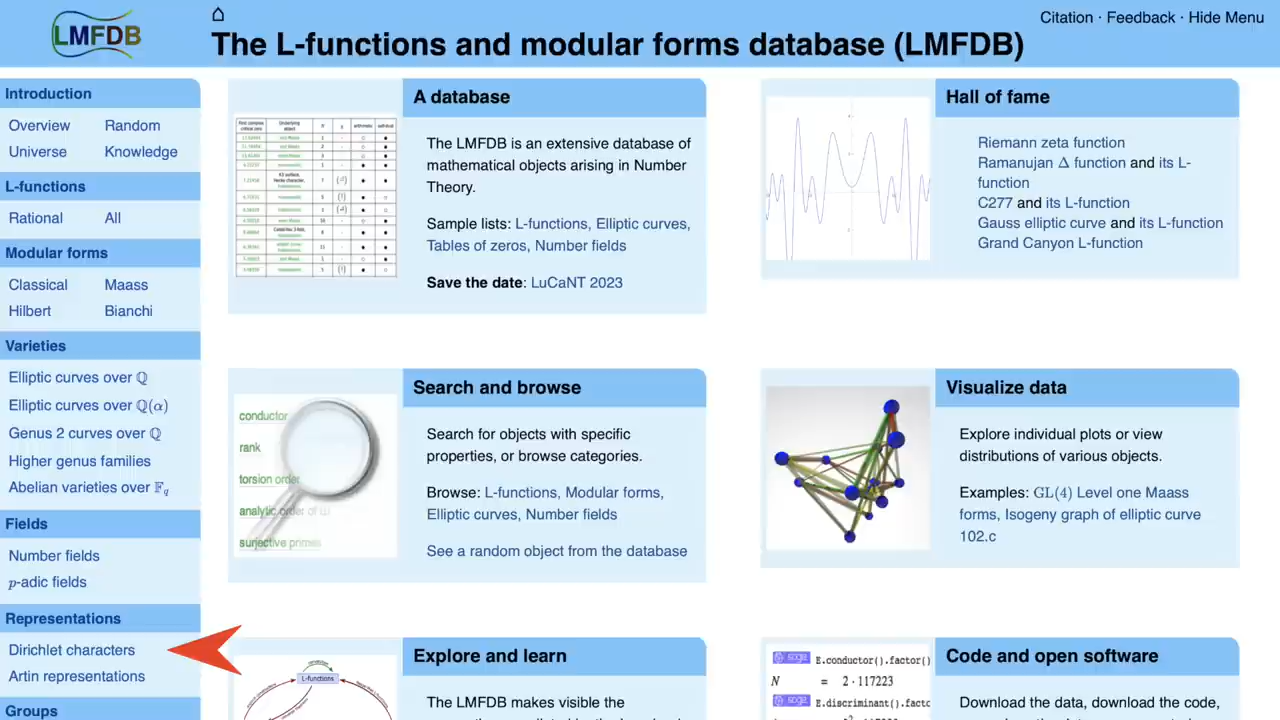 LMFDB
⌂
Citation · Feedback · Hide Menu
The L-functions and modular forms database (LMFDB)
Introduction
Overview Random
Universe Knowledge
L-functions
Rational All
Modular forms
Classical Maass
Hilbert Bianchi
Varieties
Elliptic curves over ℚ
Elliptic curves over ℚ(α)
Genus 2 curves over ℚ
Higher genus families
Abelian varieties over 𝔽q
Fields
Number fields
p-adic fields
Representations
Dirichlet characters
Artin representations
Groups
A database
The LMFDB is an extensive database of
mathematical objects arising in Number
Theory.
Sample lists: L-functions, Elliptic curves,
Tables of zeros, Number fields
Save the date: LuCaNT 2023
Hall of fame
Riemann zeta function
Ramanujan Δ function and its L-
function
C277 and its L-function
Gauss elliptic curve and its L-function
Grand Canyon L-function
conductor
rank
torsion order
analytic order of Ш
surjective primes
Search and browse
Search for objects with specific
properties, or browse categories.
Browse: L-functions, Modular forms,
Elliptic curves, Number fields
See a random object from the database
Visualize data
Explore individual plots or view
distributions of various objects.
Examples: GL(4) Level one Maass
forms, Isogeny graph of elliptic curve
102.c
L-functions
Explore and learn
The LMFDB makes visible the
sage E.conductor().factor()
N = 2·117223
sage E.discriminant().fact
Code and open software
Download the data, download the code,